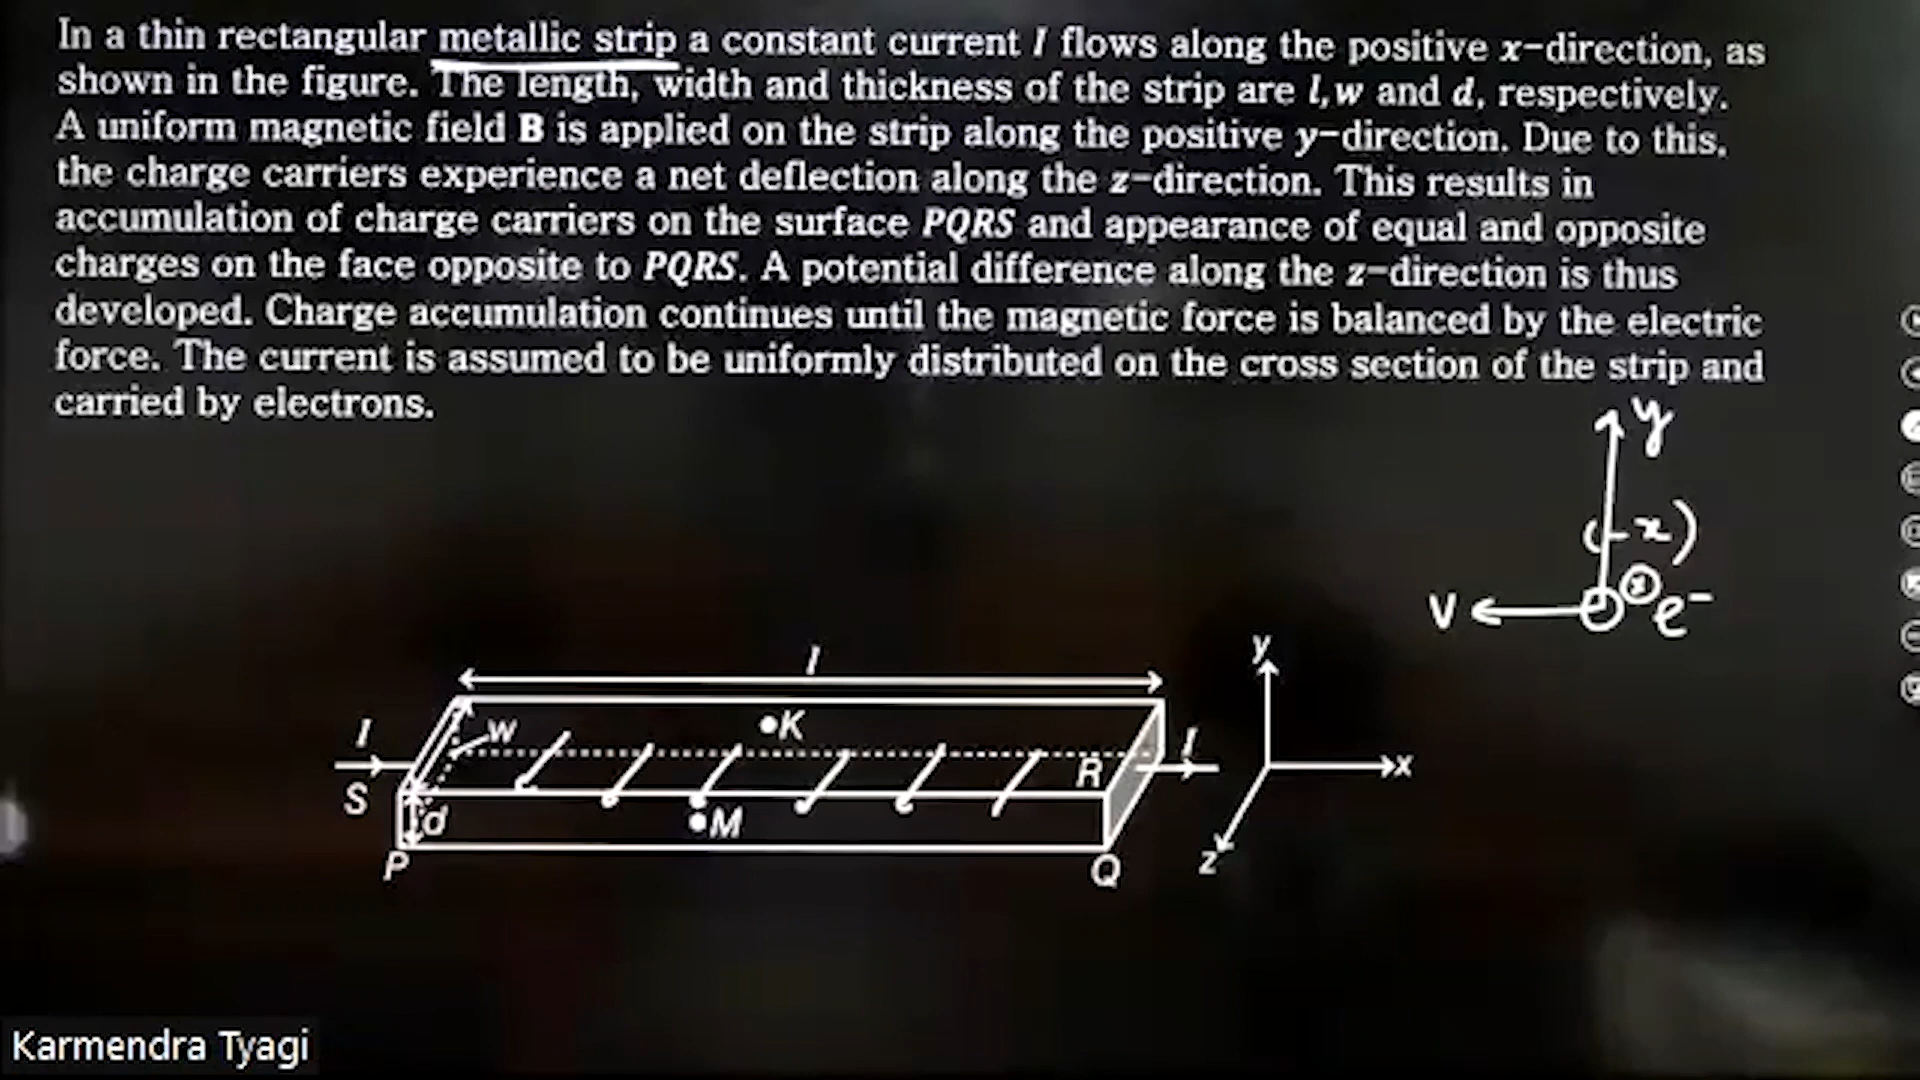 In a thin rectangular metallic strip a constant current I flows along the positive x-direction, as
shown in the figure. The length, width and thickness of the strip are l, w and d, respectively.
A uniform magnetic field B is applied on the strip along the positive y-direction. Due to this,
the charge carriers experience a net deflection along the z-direction. This results in
accumulation of charge carriers on the surface PQRS and appearance of equal and opposite
charges on the face opposite to PQRS. A potential difference along the z-direction is thus
developed. Charge accumulation continues until the magnetic force is balanced by the electric
force. The current is assumed to be uniformly distributed on the cross section of the strip and
carried by electrons.
y
(-x)
V e-
l
y
I W K
S R I x
d M
P Q z
Karmendra Tyagi